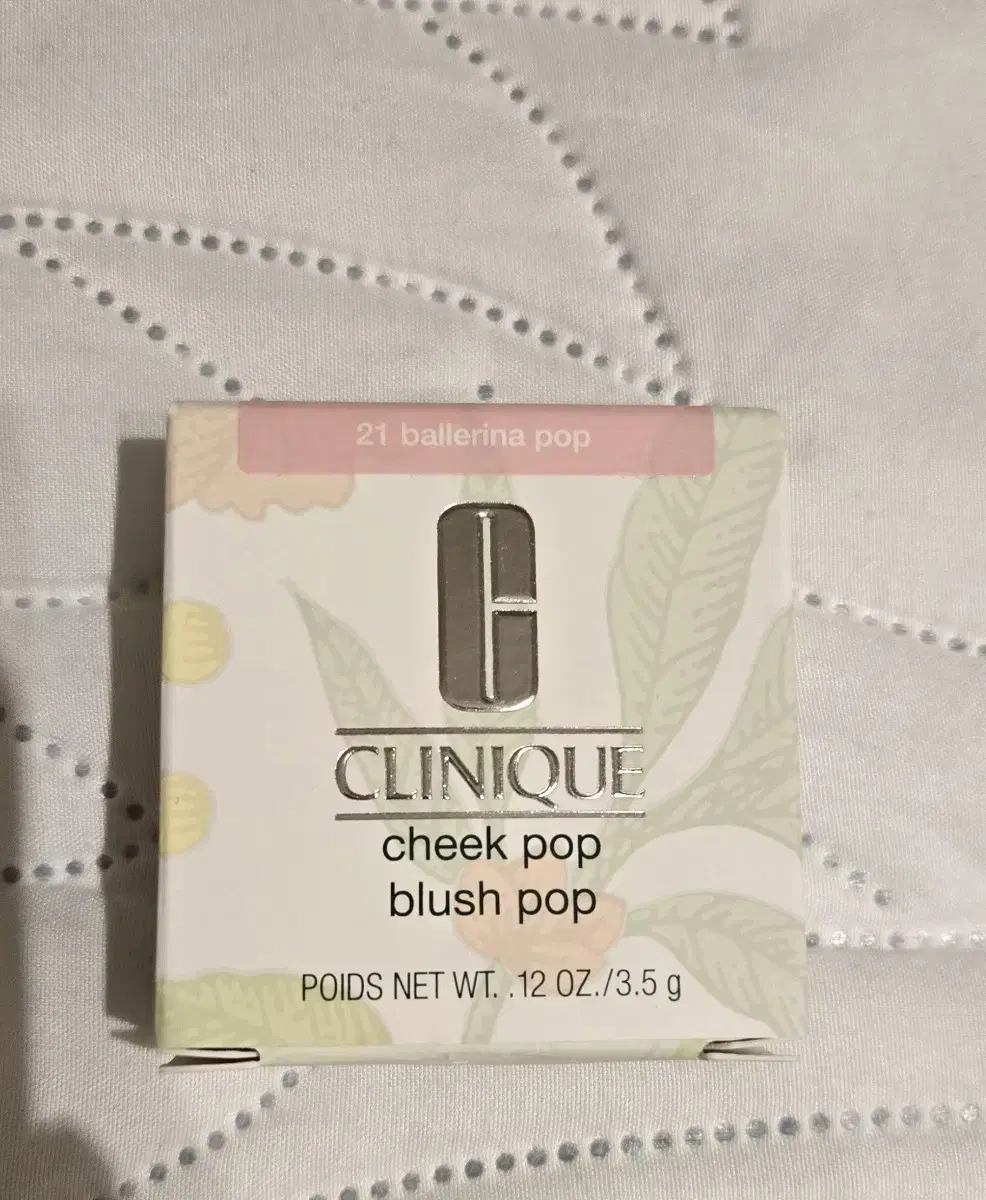 21 ballerina pop
CLINIQUE
cheek pop
blush pop
POIDS NET WT. .12 OZ./3.5 g